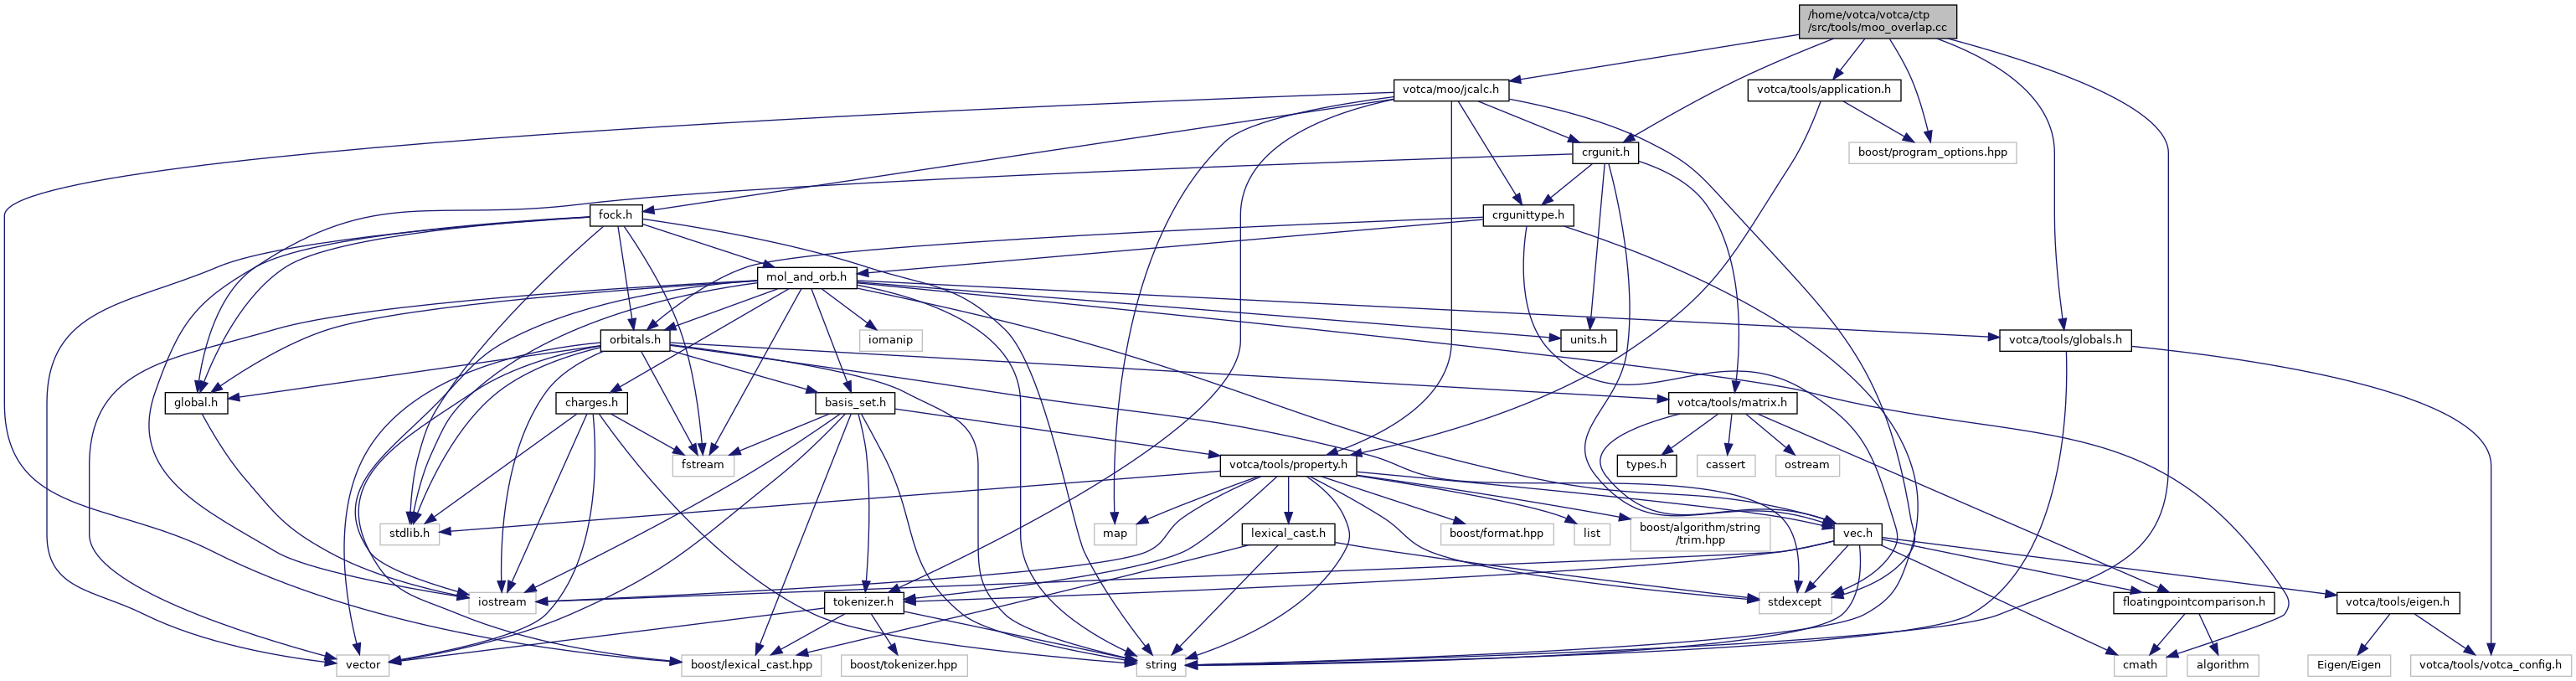 /home/votca/votca/ctp
/src/tools/moo_overlap.cc
votca/moo/jcalc.h
votca/tools/application.h
crgunit.h
boost/program_options.hpp
fock.h
crgunittype.h
mol_and_orb.h
orbitals.h
iomanip
units.h
votca/tools/globals.h
global.h
charges.h
basis_set.h
votca/tools/matrix.h
fstream
votca/tools/property.h
types.h
cassert
ostream
stdlib.h
map
lexical_cast.h
boost/format.hpp
list
boost/algorithm/string
/trim.hpp
vec.h
iostream
tokenizer.h
stdexcept
floatingpointcomparison.h
votca/tools/eigen.h
vector
boost/lexical_cast.hpp
boost/tokenizer.hpp
string
cmath
algorithm
Eigen/Eigen
votca/tools/votca_config.h